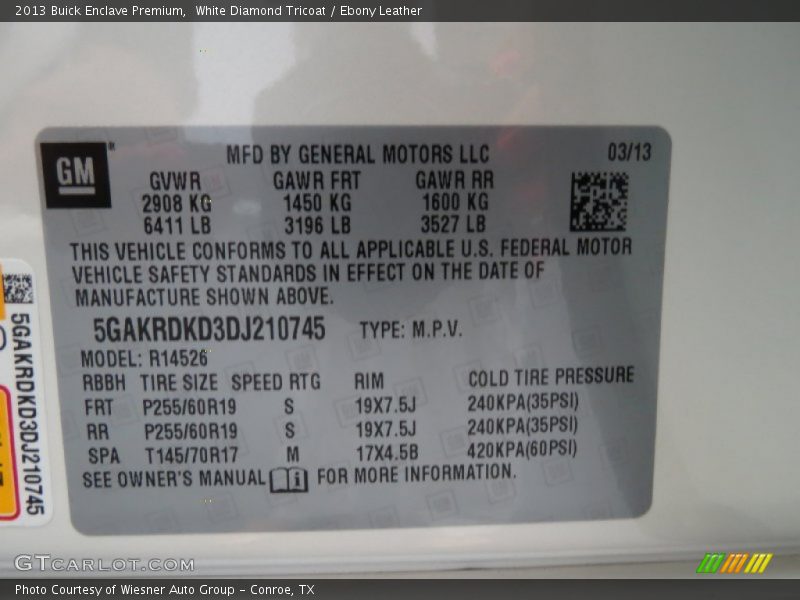 2013 Buick Enclave Premium,  White Diamond Tricoat / Ebony Leather
GM®
MFD BY GENERAL MOTORS LLC 03/13
GVWR GAWR FRT GAWR RR
2908 KG 1450 KG 1600 KG
6411 LB 3196 LB 3527 LB
THIS VEHICLE CONFORMS TO ALL APPLICABLE U.S. FEDERAL MOTOR
VEHICLE SAFETY STANDARDS IN EFFECT ON THE DATE OF
MANUFACTURE SHOWN ABOVE.
5GAKRDKD3DJ210745 TYPE: M.P.V.
MODEL: R14526
RBBH TIRE SIZE SPEED RTG RIM COLD TIRE PRESSURE
FRT P255/60R19 S 19X7.5J 240KPA(35PSI)
RR P255/60R19 S 19X7.5J 240KPA(35PSI)
SPA T145/70R17 M 17X4.5B 420KPA(60PSI)
SEE OWNER'S MANUAL i FOR MORE INFORMATION.
5GAKRDKD3DJ210745
GTCARLOT.COM
Photo Courtesy of Wiesner Auto Group - Conroe, TX